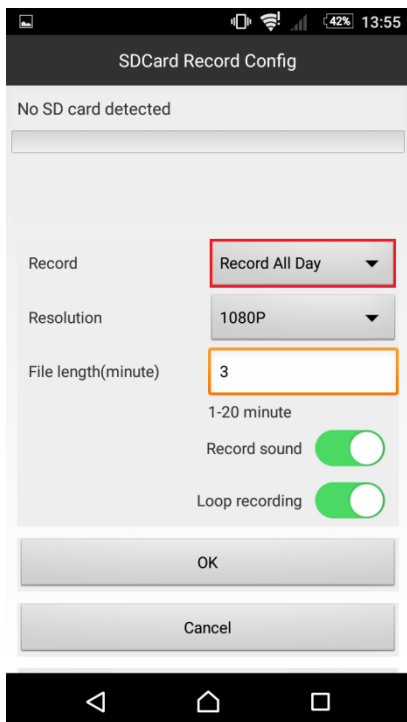 42% 13:55
SDCard Record Config
No SD card detected
Record Record All Day
Resolution 1080P
File length(minute) 3
1-20 minute
Record sound
Loop recording
OK
Cancel